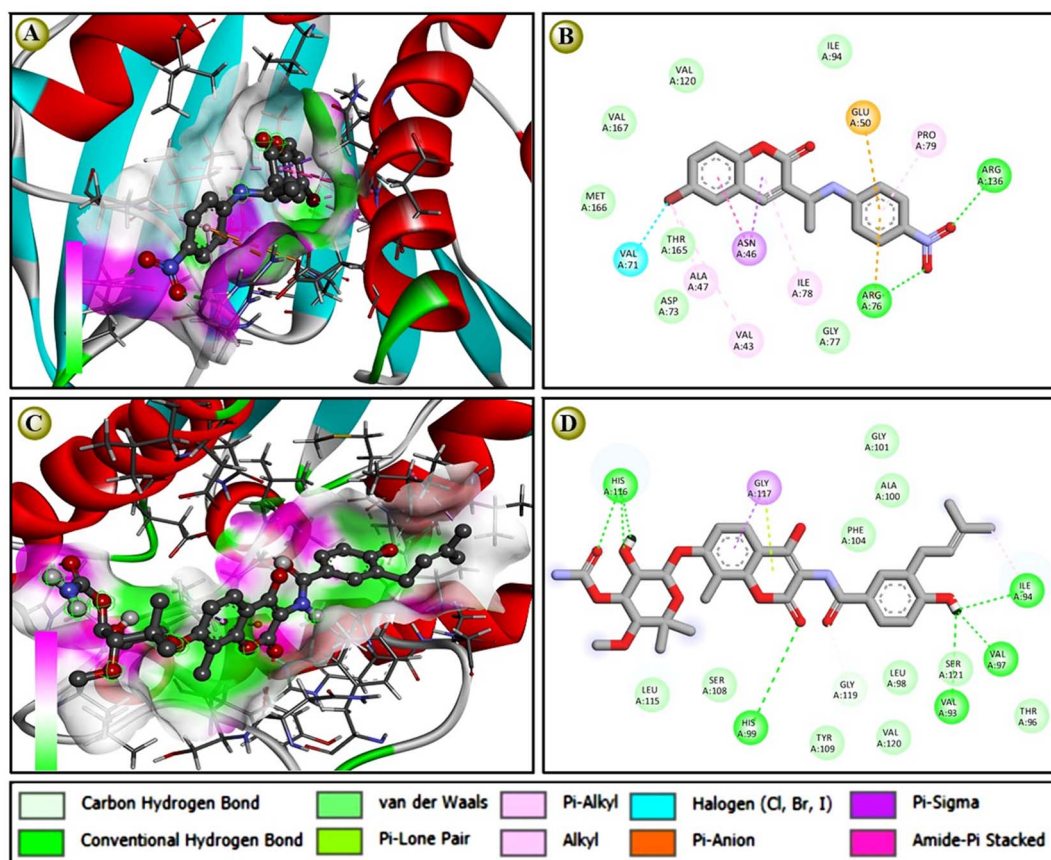 A
B
ILE
A:94
VAL
A:120
VAL
A:167
GLU
A:50
PRO
A:79
ARG
A:136
MET
A:166
VAL
A:71
THR
A:165
ASN
A:46
ALA
A:47
ILE
A:78
ARG
A:76
ASP
A:73
VAL
A:43
GLY
A:77
C
D
GLY
A:101
HIS
A:116
GLY
A:117
ALA
A:100
PHE
A:104
ILE
A:94
VAL
A:97
LEU
A:115
SER
A:108
GLY
A:119
LEU
A:98
SER
A:121
VAL
A:93
THR
A:96
HIS
A:99
TYR
A:109
VAL
A:120
Carbon Hydrogen Bond
van der Waals
Pi-Alkyl
Halogen (Cl, Br, I)
Pi-Sigma
Conventional Hydrogen Bond
Pi-Lone Pair
Alkyl
Pi-Anion
Amide-Pi Stacked